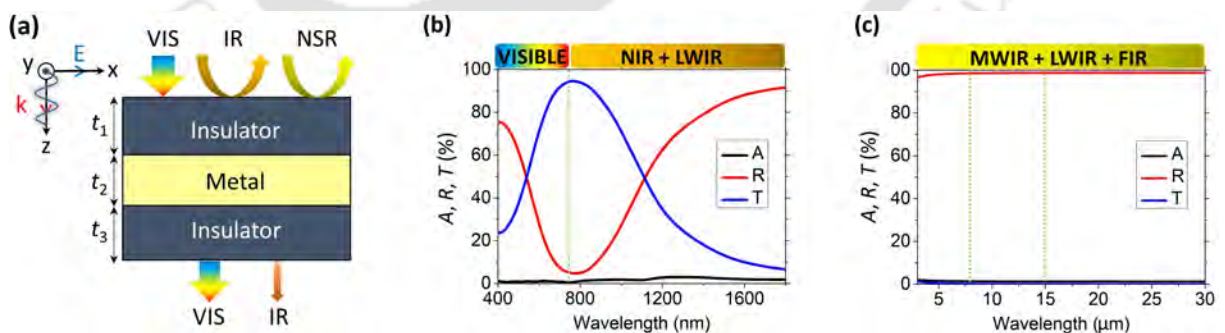 (a)
VIS IR NSR
y
E
x
k
z
t1
Insulator
t2
Metal
t3
Insulator
VIS IR
(b)
VISIBLE NIR + LWIR
A, R, T (%)
100
80
60
40
20
0
A
R
T
400 800 1200 1600
Wavelength (nm)
(c)
MWIR + LWIR + FIR
A, R, T (%)
100
80
60
40
20
0
A
R
T
5 10 15 20 25 30
Wavelength (µm)